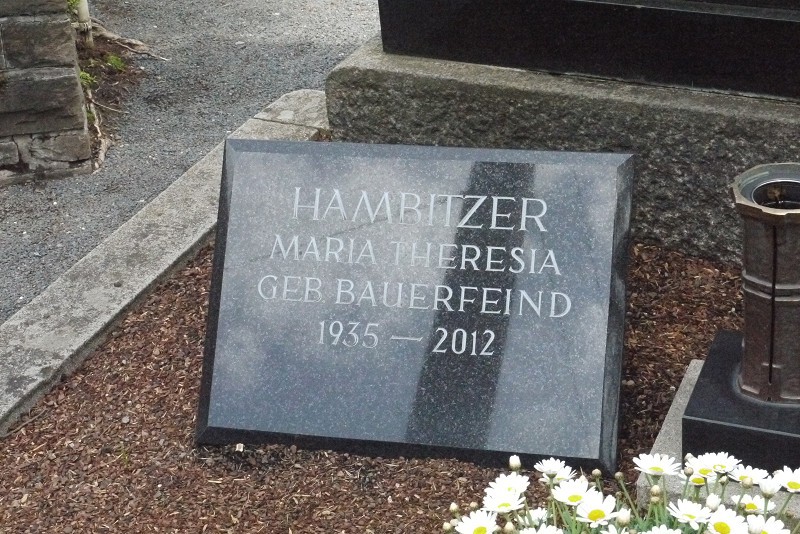 HAMBITZER
MARIA THERESIA
GEB BAUERFEIND
1935 — 2012